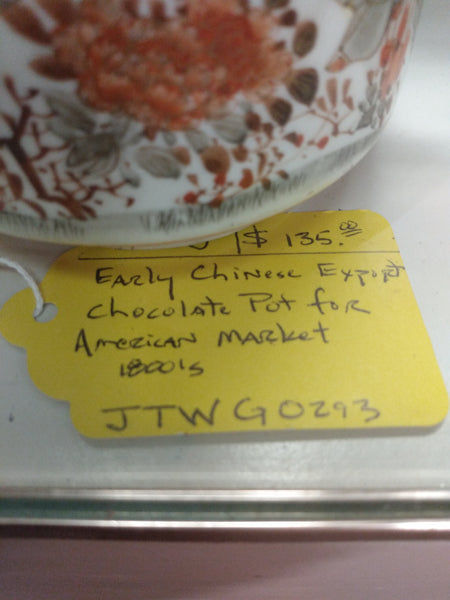 $ 135.00
Early Chinese Export
Chocolate Pot for
American Market
1800's
JTWG0293